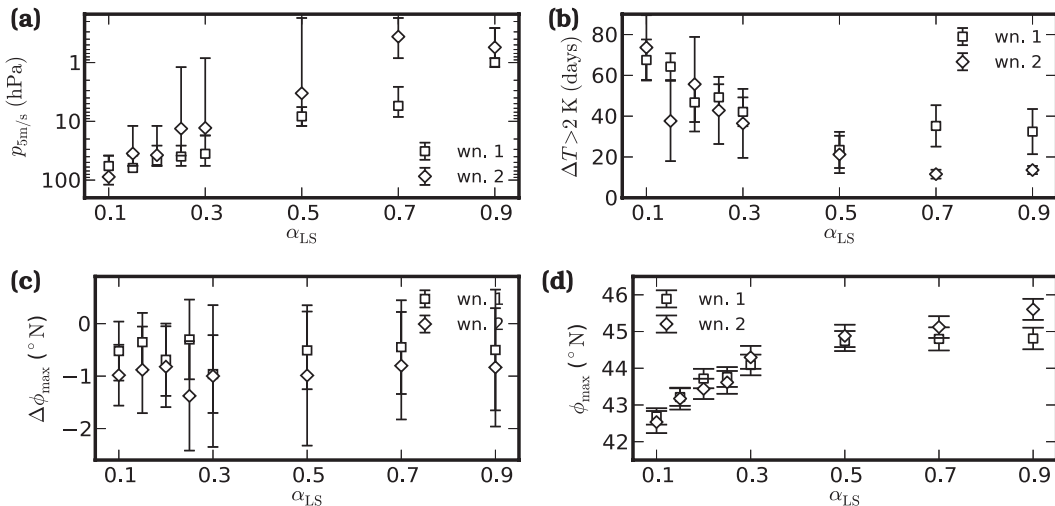 (a)
p5m/s (hPa)
1
10
100
wn. 1
wn. 2
0.1 0.3 0.5 0.7 0.9
αLS
(b)
ΔT>2 K (days)
80
60
40
20
0
wn. 1
wn. 2
0.1 0.3 0.5 0.7 0.9
αLS
(c)
Δϕmax (°N)
0
−1
−2
wn. 1
wn. 2
0.1 0.3 0.5 0.7 0.9
αLS
(d)
ϕmax (°N)
46
45
44
43
42
wn. 1
wn. 2
0.1 0.3 0.5 0.7 0.9
αLS